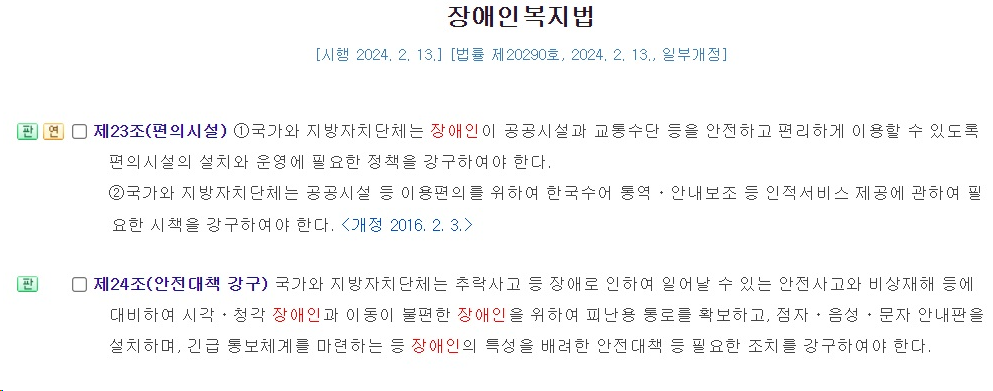 장애인복지법
[시행 2024. 2. 13.] [법률 제20290호, 2024. 2. 13., 일부개정]
판 연 제23조(편의시설) ①국가와 지방자치단체는 장애인이 공공시설과 교통수단 등을 안전하고 편리하게 이용할 수 있도록
편의시설의 설치와 운영에 필요한 정책을 강구하여야 한다.
②국가와 지방자치단체는 공공시설 등 이용편의를 위하여 한국수어 통역ㆍ안내보조 등 인적서비스 제공에 관하여 필
요한 시책을 강구하여야 한다. <개정 2016. 2. 3.>
판 제24조(안전대책 강구) 국가와 지방자치단체는 추락사고 등 장애로 인하여 일어날 수 있는 안전사고와 비상재해 등에
대비하여 시각ㆍ청각 장애인과 이동이 불편한 장애인을 위하여 피난용 통로를 확보하고, 점자ㆍ음성ㆍ문자 안내판을
설치하며, 긴급 통보체계를 마련하는 등 장애인의 특성을 배려한 안전대책 등 필요한 조치를 강구하여야 한다.